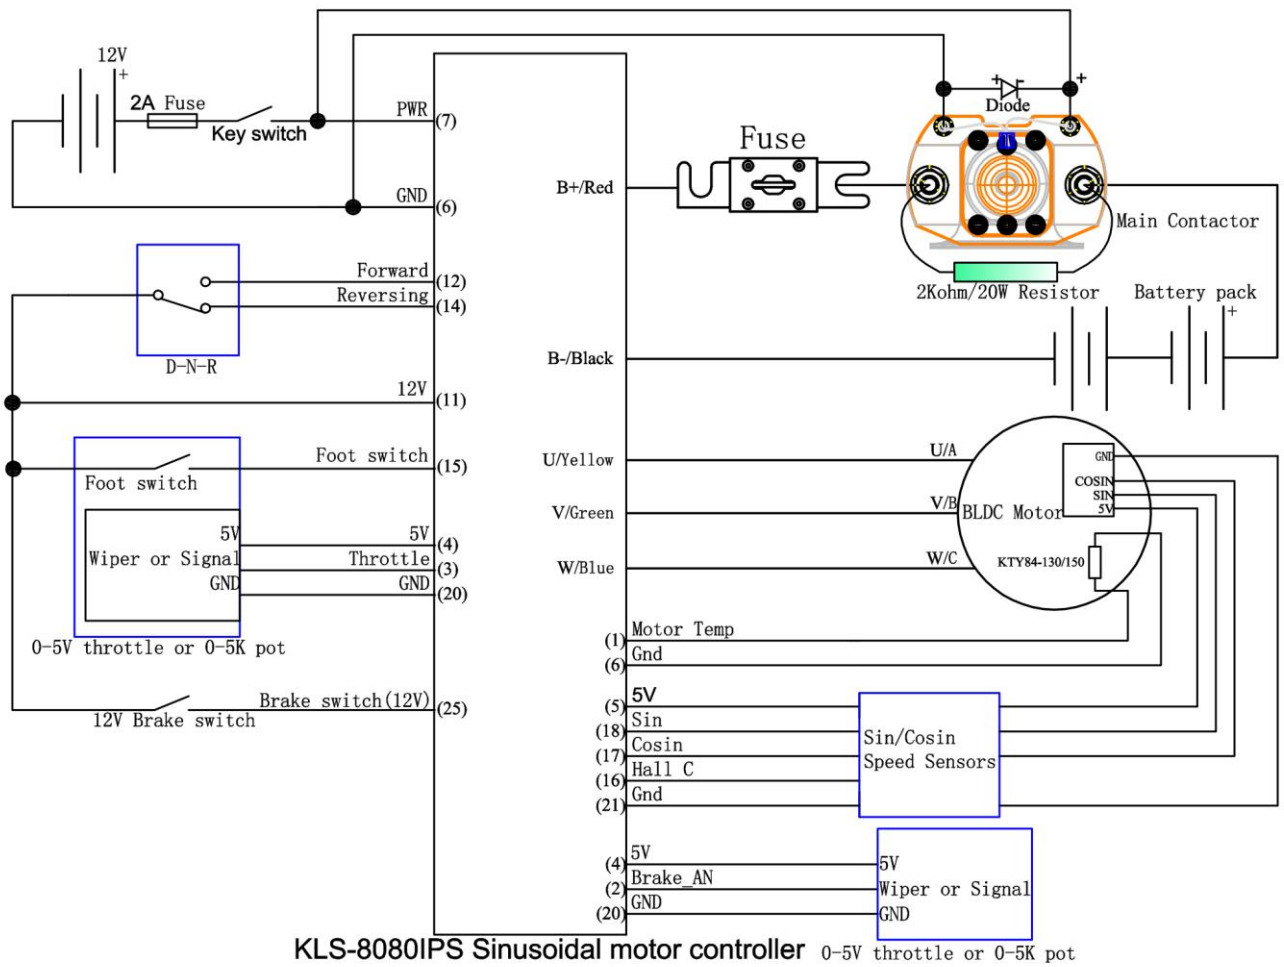 12V
+
2A Fuse
Key switch
PWR
(7)
GND
(6)
Forward
(12)
Reversing
(14)
D-N-R
12V
(11)
Foot switch
(15)
Foot switch
5V
5V
(4)
Wiper or Signal
Throttle
(3)
GND
GND
(20)
0-5V throttle or 0-5K pot
Brake switch(12V)
(25)
12V Brake switch
B+/Red
Fuse
+
Diode
+
Main Contactor
2Kohm/20W Resistor
Battery pack
+
B-/Black
U/Yellow
U/A
V/Green
V/B
W/Blue
W/C
BLDC Motor
GND
COSIN
SIN
5V
KTY84-130/150
(1)
Motor Temp
(6)
Gnd
(5)
5V
(18)
Sin
(17)
Cosin
(16)
Hall C
(21)
Gnd
Sin/Cosin
Speed Sensors
(4)
5V
5V
(2)
Brake_AN
Wiper or Signal
(20)
GND
GND
KLS-8080IPS Sinusoidal motor controller
0-5V throttle or 0-5K pot